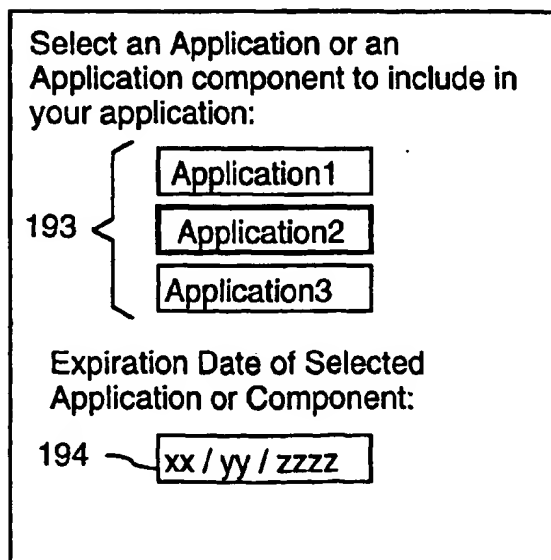 Select an Application or an
Application component to include in
your application:
Application1
193
Application2
Application3
Expiration Date of Selected
Application or Component:
194
xx / yy / zzzz